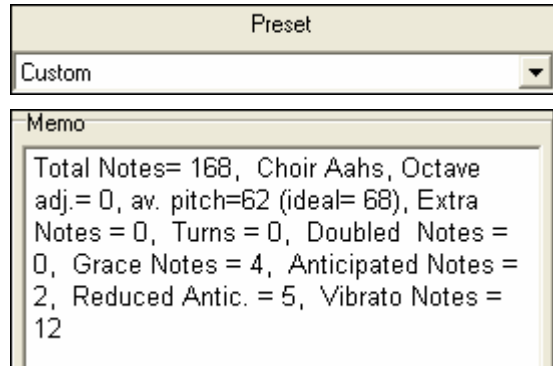 Preset
Custom
Memo
Total Notes= 168,  Choir Aahs, Octave
adj.= 0, av. pitch=62 (ideal= 68), Extra
Notes = 0,  Turns = 0,  Doubled  Notes =
0,  Grace Notes = 4,  Anticipated Notes =
2,  Reduced Antic. = 5,  Vibrato Notes =
12